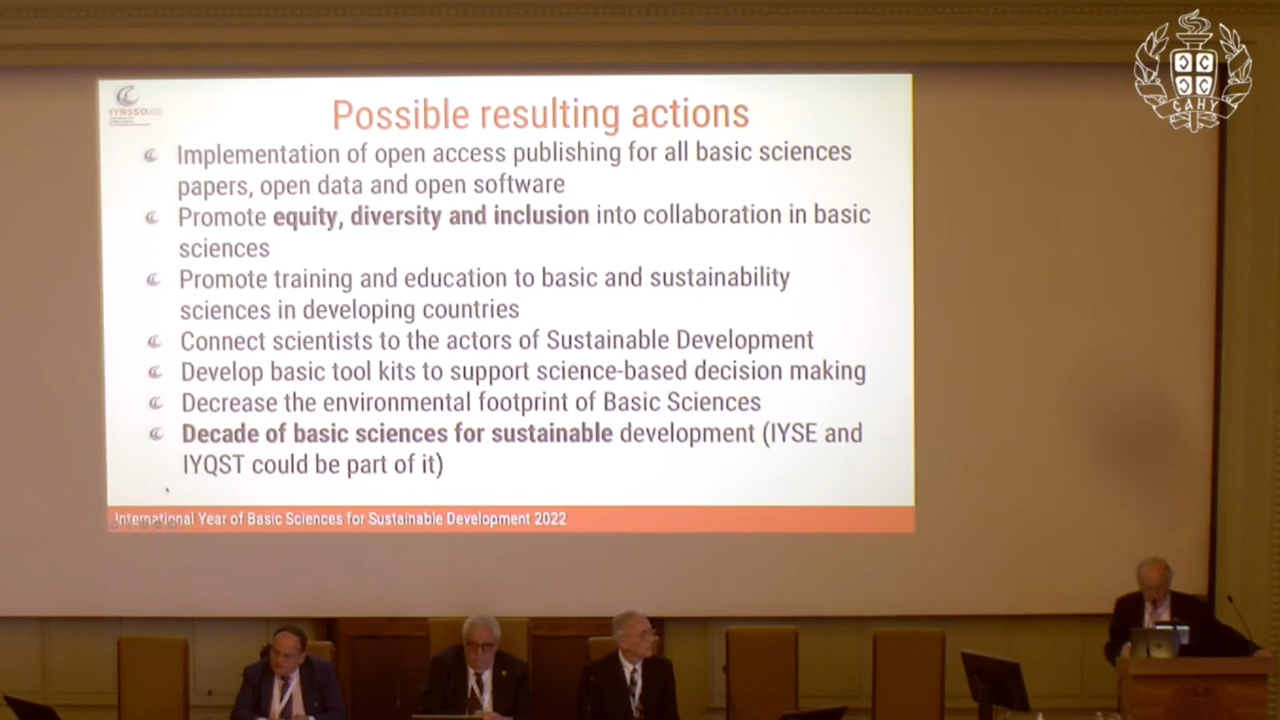 САНУ
IYBSSD
Possible resulting actions
Implementation of open access publishing for all basic sciences
papers, open data and open software
Promote equity, diversity and inclusion into collaboration in basic
sciences
Promote training and education to basic and sustainability
sciences in developing countries
Connect scientists to the actors of Sustainable Development
Develop basic tool kits to support science-based decision making
Decrease the environmental footprint of Basic Sciences
Decade of basic sciences for sustainable development (IYSE and
IYQST could be part of it)
International Year of Basic Sciences for Sustainable Development 2022